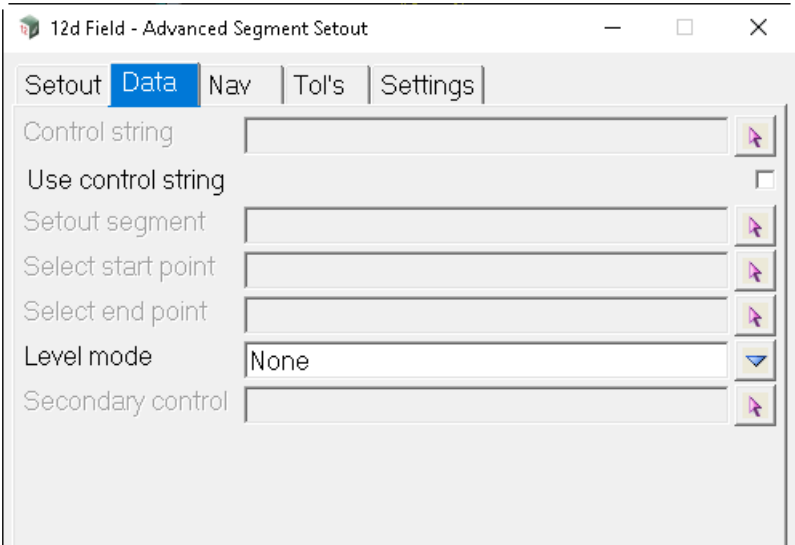 12d Field - Advanced Segment Setout
Setout Data Nav Tol's Settings
Control string
Use control string
Setout segment
Select start point
Select end point
Level mode None
Secondary control